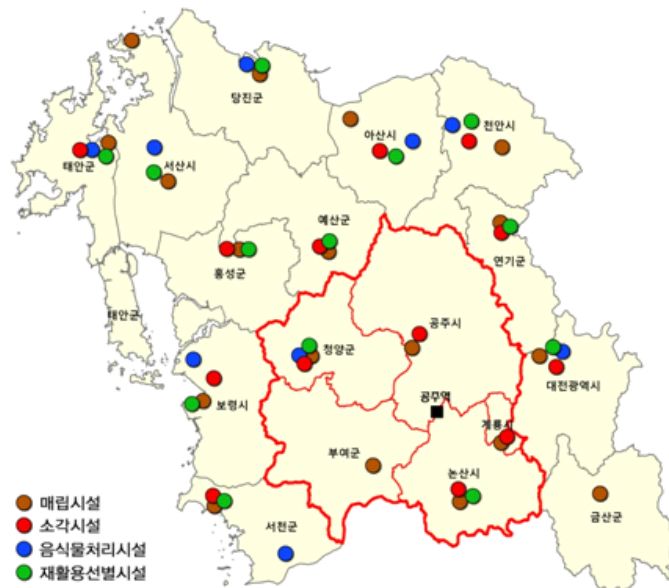 당진군
아산시
천안시
태안군
서산시
예산군
연기군
홍성군
태안군
공주시
청양군
대전광역시
보령시
공주역
계룡시
부여군
논산시
금산군
서천군
매립시설
소각시설
음식물처리시설
재활용선별시설